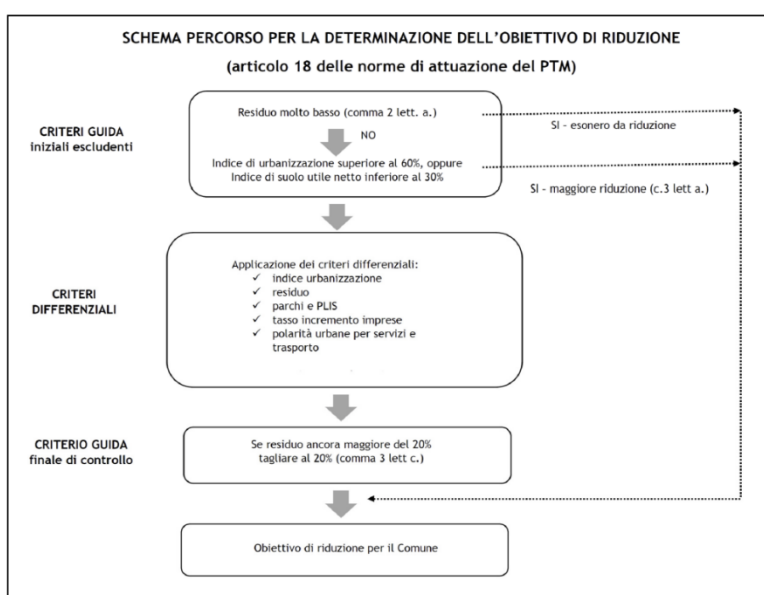 SCHEMA PERCORSO PER LA DETERMINAZIONE DELL'OBIETTIVO DI RIDUZIONE
(articolo 18 delle norme di attuazione del PTM)
CRITERI GUIDA
iniziali escludenti
Residuo molto basso (comma 2 lett. a.)
NO
SI - esonero da riduzione
Indice di urbanizzazione superiore al 60%, oppure
Indice di suolo utile netto inferiore al 30%
SI - maggiore riduzione (c.3 lett a.)
CRITERI
DIFFERENZIALI
Applicazione dei criteri differenziali:
✓ indice urbanizzazione
✓ residuo
✓ parchi e PLIS
✓ tasso incremento imprese
✓ polarità urbane per servizi e
trasporto
CRITERIO GUIDA
finale di controllo
Se residuo ancora maggiore del 20%
tagliare al 20% (comma 3 lett c.)
Obiettivo di riduzione per il Comune